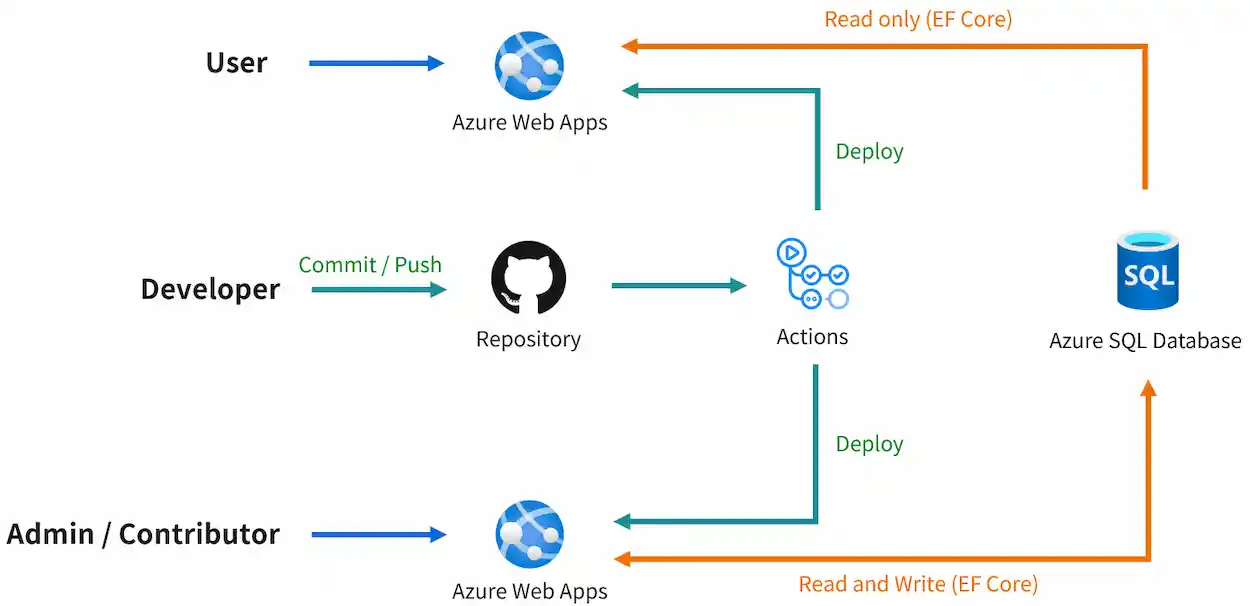 Read only (EF Core)
User
Azure Web Apps
Deploy
Commit / Push
Developer
Repository
Actions
SQL
Azure SQL Database
Deploy
Admin / Contributor
Azure Web Apps
Read and Write (EF Core)